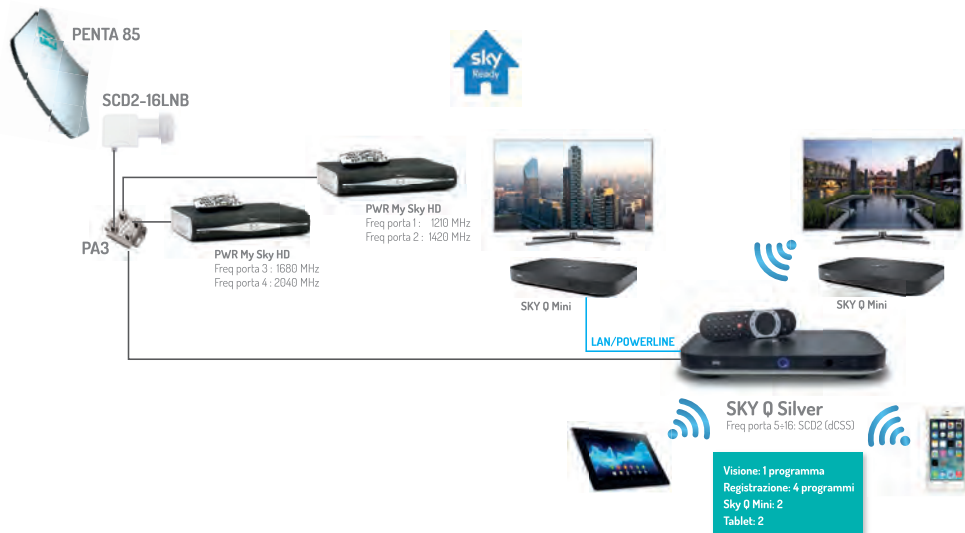 PENTA 85
sky
Ready
SCD2-16LNB
PA3
PWR My Sky HD
Freq porta 1 : 1210 MHz
Freq porta 2 : 1420 MHz
PWR My Sky HD
Freq porta 3 : 1680 MHz
Freq porta 4 : 2040 MHz
SKY Q Mini
SKY Q Mini
LAN/POWERLINE
SKY Q Silver
Freq porta 5÷16: SCD2 (dCSS)
Visione: 1 programma
Registrazione: 4 programmi
Sky Q Mini: 2
Tablet: 2